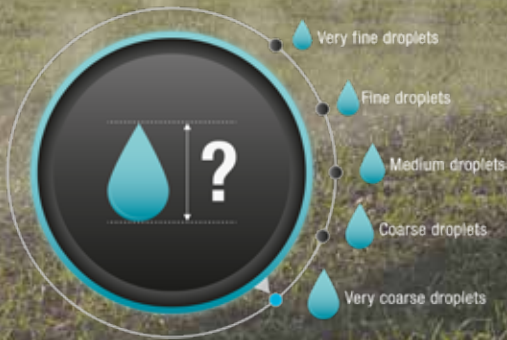 Very fine droplets
?
Fine droplets
Medium droplets
Coarse droplets
Very coarse droplets